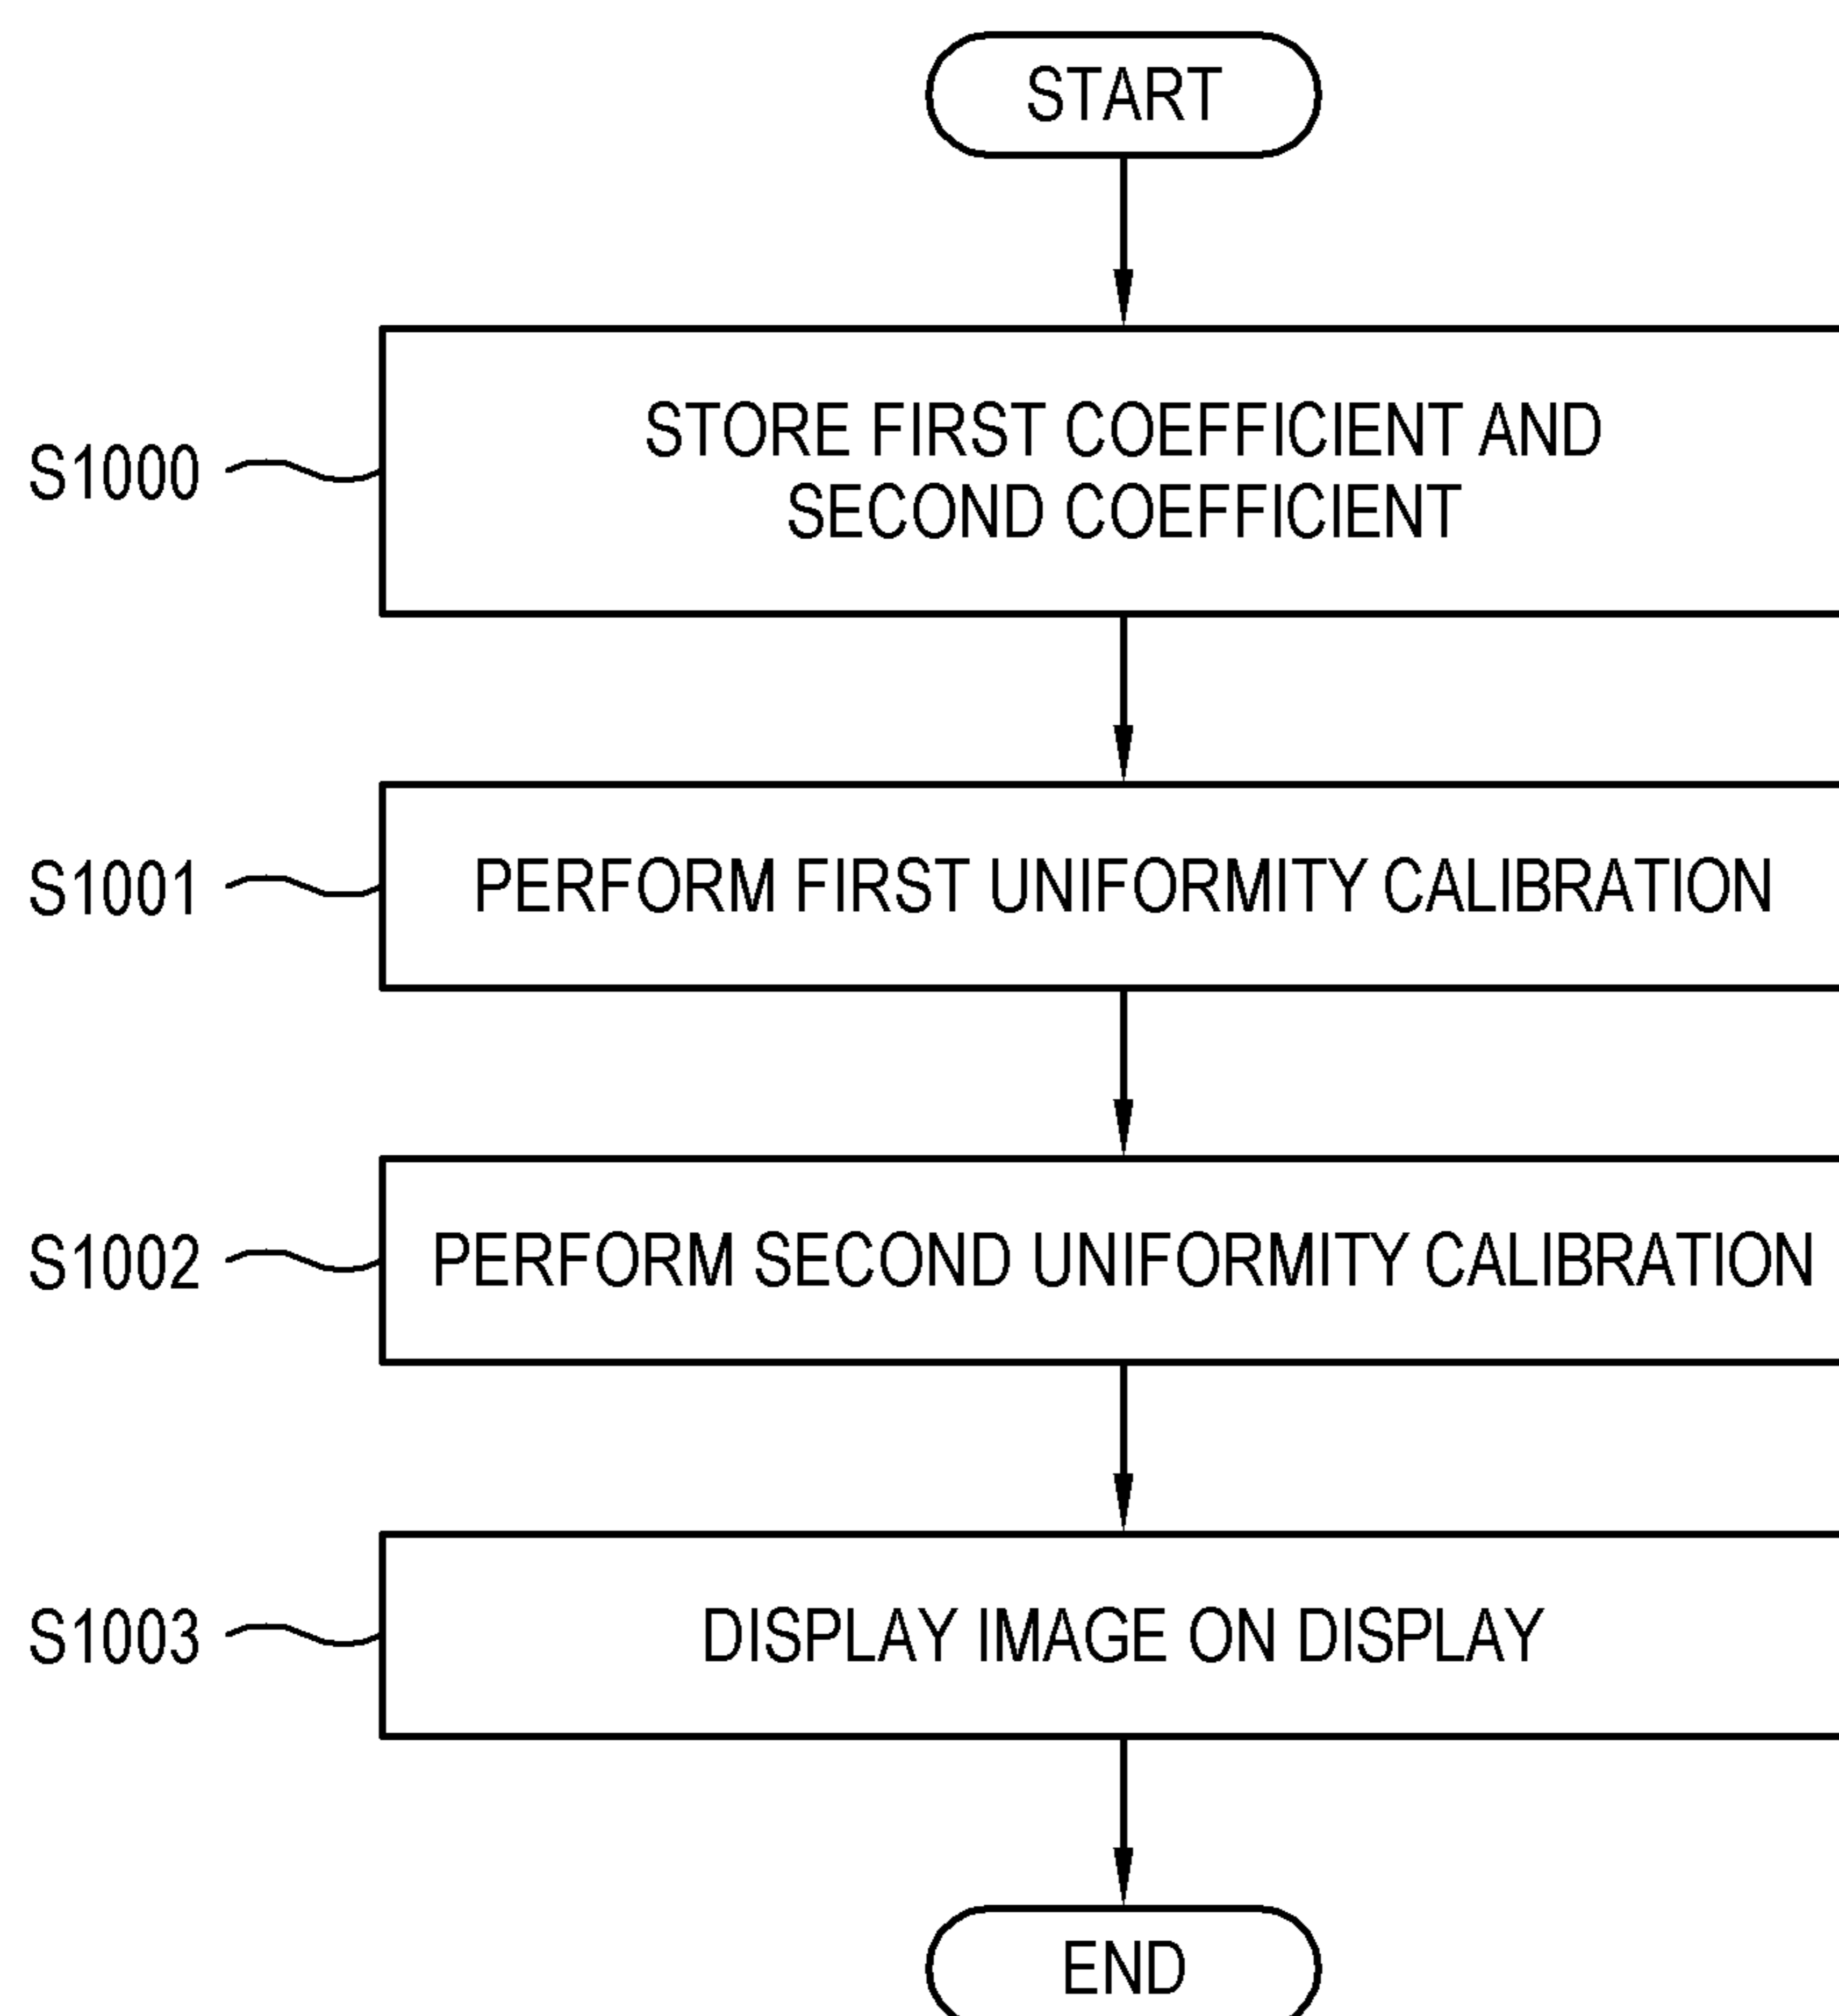 START
S1000
STORE FIRST COEFFICIENT AND
SECOND COEFFICIENT
S1001
PERFORM FIRST UNIFORMITY CALIBRATION
S1002
PERFORM SECOND UNIFORMITY CALIBRATION
S1003
DISPLAY IMAGE ON DISPLAY
END